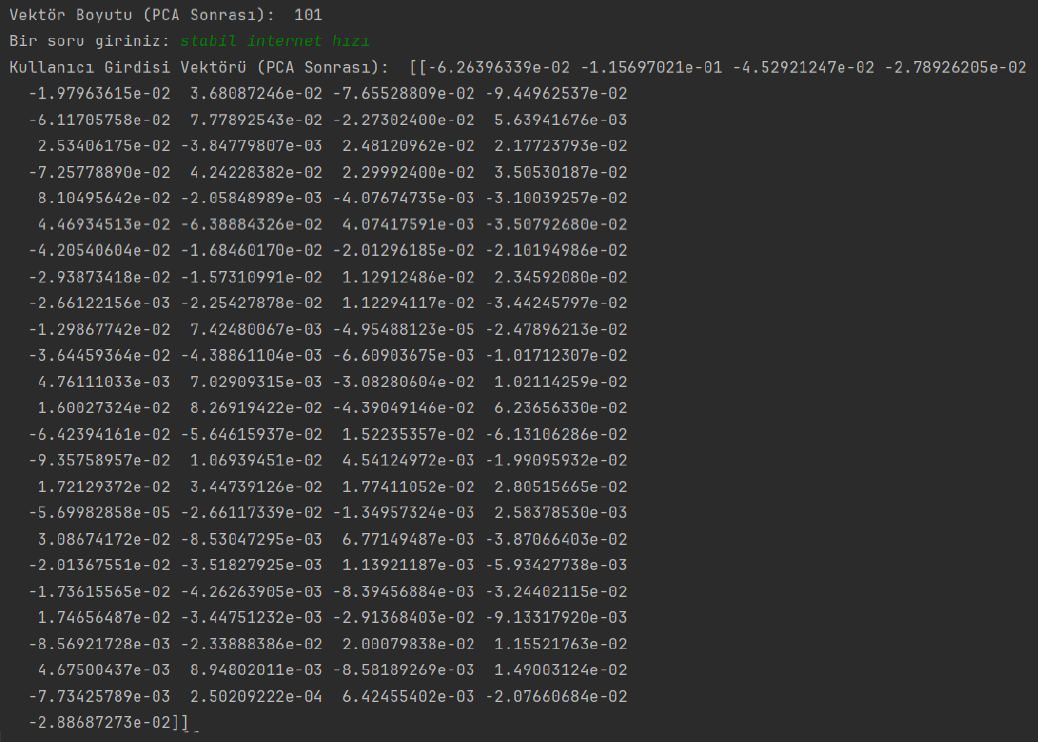 Vektör Boyutu (PCA Sonrası):  101
Bir soru giriniz: stabil internet hızı
Kullanıcı Girdisi Vektörü (PCA Sonrası):  [[-6.26396339e-02 -1.15697021e-01 -4.52921247e-02 -2.78926205e-02
  -1.97963615e-02  3.68087246e-02 -7.65528809e-02 -9.44962537e-02
  -6.11705758e-02  7.77892543e-02 -2.27302400e-02  5.63941676e-03
   2.53406175e-02 -3.84779807e-03  2.48120962e-02  2.17723793e-02
  -7.25778890e-02  4.24228382e-02  2.29992400e-02  3.50530187e-02
   8.10495642e-02 -2.05848989e-03 -4.07674735e-03 -3.10039257e-02
   4.46934513e-02 -6.38884326e-02  4.07417591e-03 -3.50792680e-02
  -4.20540604e-02 -1.68460170e-02 -2.01296185e-02 -2.10194986e-02
  -2.93873418e-02 -1.57310991e-02  1.12912486e-02  2.34592080e-02
  -2.66122156e-03 -2.25427878e-02  1.12294117e-02 -3.44245797e-02
  -1.29867742e-02  7.42480067e-03 -4.95488123e-05 -2.47896213e-02
  -3.64459364e-02 -4.38861104e-03 -6.60903675e-03 -1.01712307e-02
   4.76111033e-03  7.02909315e-03 -3.08280604e-02  1.02114259e-02
   1.60027324e-02  8.26919422e-02 -4.39049146e-02  6.23656330e-02
  -6.42394161e-02 -5.64615937e-02  1.52235357e-02 -6.13106286e-02
  -9.35758957e-02  1.06939451e-02  4.54124972e-03 -1.99095932e-02
   1.72129372e-02  3.44739126e-02  1.77411052e-02  2.80515665e-02
  -5.69982858e-05 -2.66117339e-02 -1.34957324e-03  2.58378530e-03
   3.08674172e-02 -8.53047295e-03  6.77149487e-03 -3.87066403e-02
  -2.01367551e-02 -3.51827925e-03  1.13921187e-03 -5.93427738e-03
  -1.73615565e-02 -4.26263905e-03 -8.39456884e-03 -3.24402115e-02
   1.74656487e-02 -3.44751232e-03 -2.91368403e-02 -9.13317920e-03
  -8.56921728e-03 -2.33888386e-02  2.00079838e-02  1.15521763e-02
   4.67500437e-03  8.94802011e-03 -8.58189269e-03  1.49003124e-02
  -7.73425789e-03  2.50209222e-04  6.42455402e-03 -2.07660684e-02
  -2.88687273e-02]]